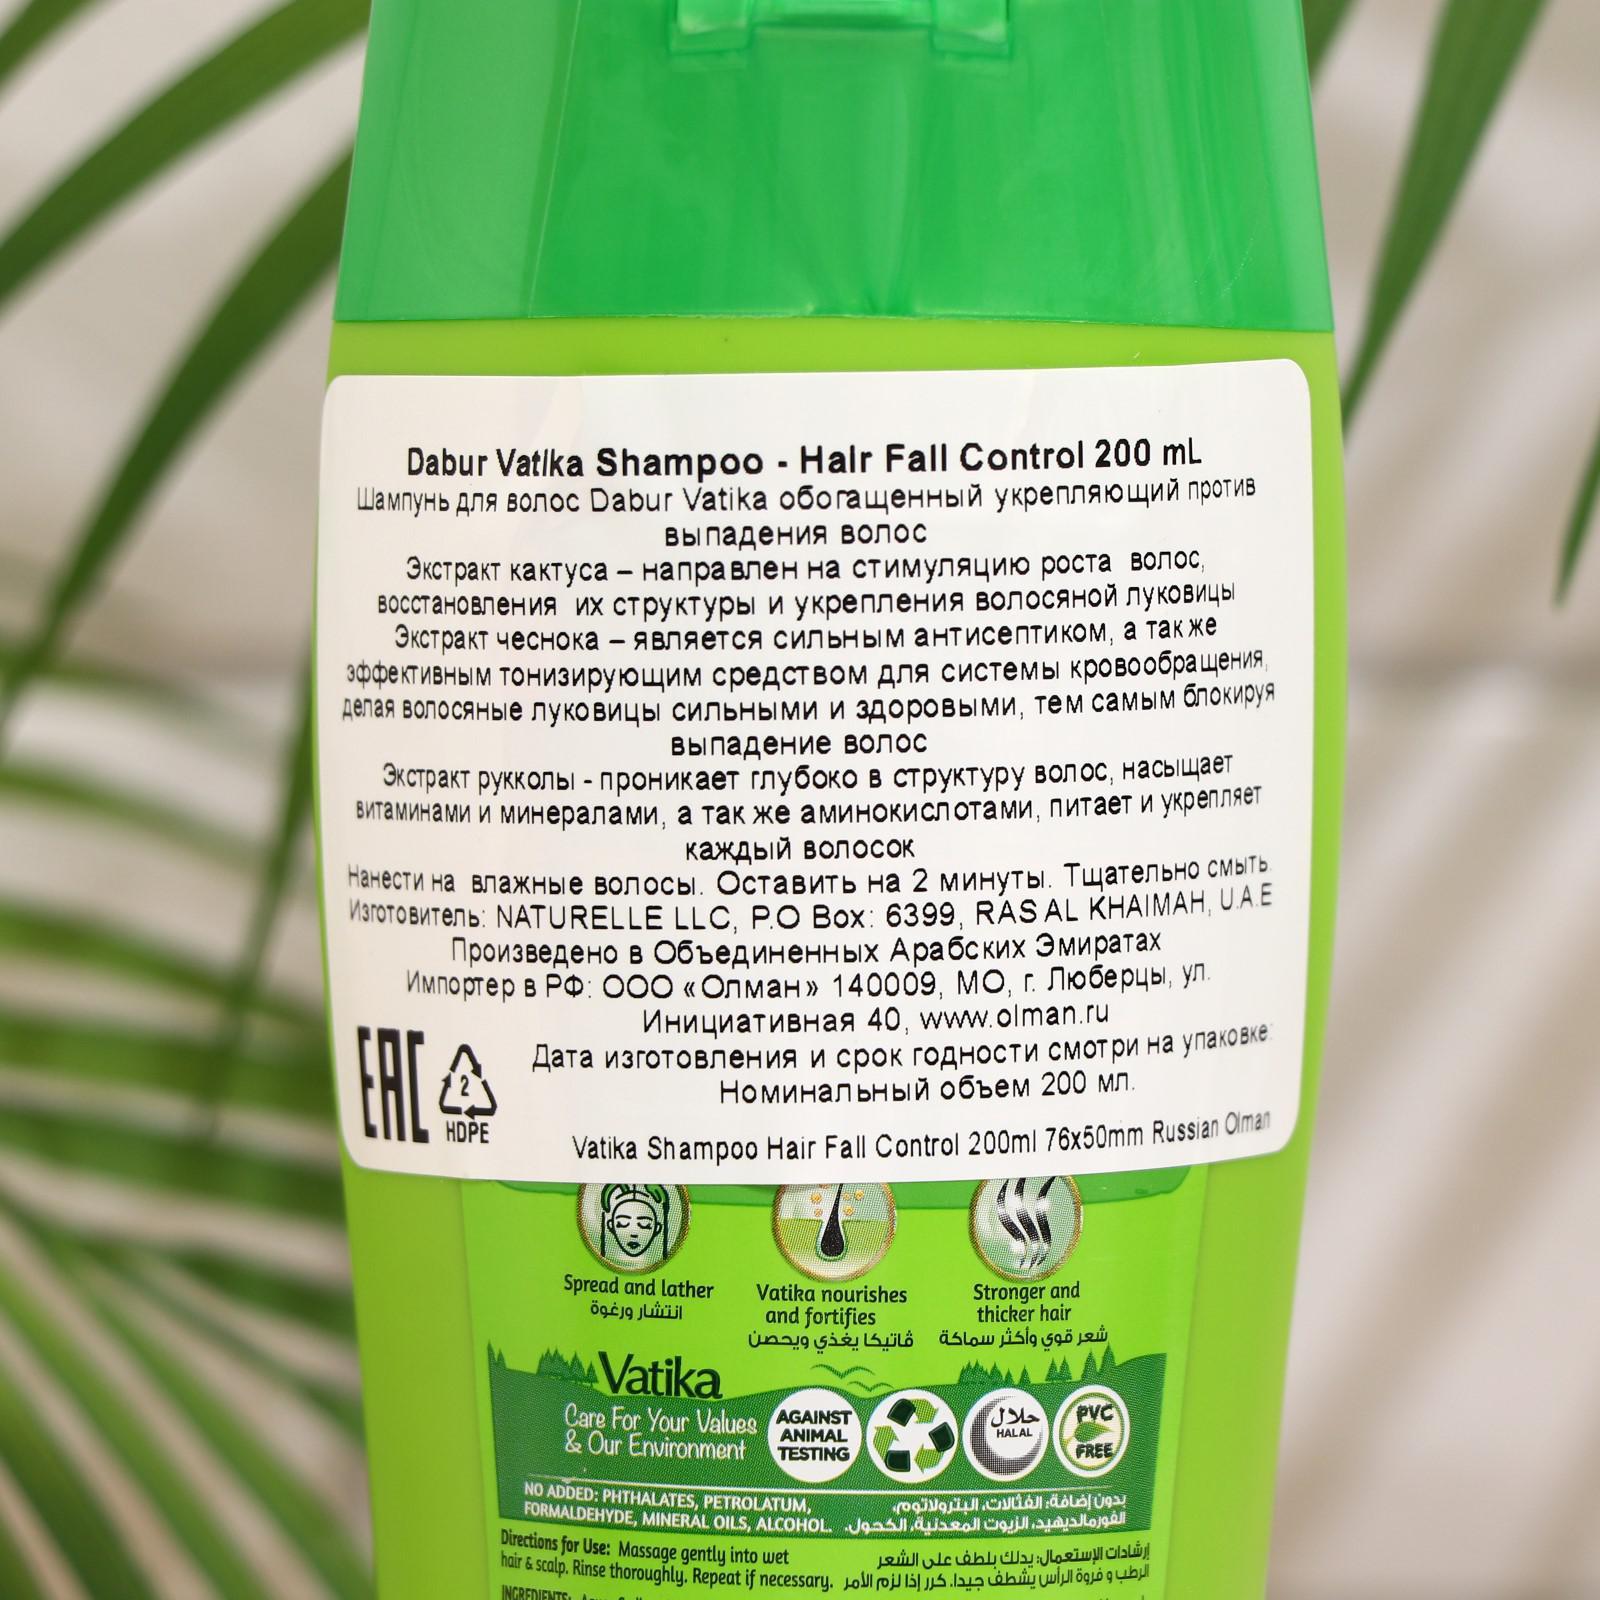 Dabur Vatika Shampoo - Hair Fall Control 200 mL
Шампунь для волос Dabur Vatika обогащенный укрепляющий против
выпадения волос
Экстракт кактуса – направлен на стимуляцию роста волос,
восстановления их структуры и укрепления волосяной луковицы
Экстракт чеснока – является сильным антисептиком, а так же
эффективным тонизирующим средством для системы кровообращения,
делая волосяные луковицы сильными и здоровыми, тем самым блокируя
выпадение волос
Экстракт рукколы - проникает глубоко в структуру волос, насыщает
витаминами и минералами, а так же аминокислотами, питает и укрепляет
каждый волосок
Нанести на влажные волосы. Оставить на 2 минуты. Тщательно смыть.
Изготовитель: NATURELLE LLC, P.O Box: 6399, RAS AL KHAIMAH, U.A.E
Произведено в Объединенных Арабских Эмиратах
Импортер в РФ: ООО «Олман» 140009, МО, г. Люберцы, ул.
Инициативная 40, www.olman.ru
Дата изготовления и срок годности смотри на упаковке:
Номинальный объем 200 мл.
EAC
2
HDPE
Vatika Shampoo Hair Fall Control 200ml 76x50mm Russian Olman
Spread and lather
انتشار ورغوة
Vatika nourishes
and fortifies
ڤاتيكا يغذي ويحصن
Stronger and
thicker hair
شعر قوي وأكثر سماكة
Vatika
Care For Your Values
& Our Environment
AGAINST
ANIMAL
TESTING
حلال
HALAL
PVC
FREE
NO ADDED: PHTHALATES, PETROLATUM,
FORMALDEHYDE, MINERAL OILS, ALCOHOL.
بدون إضافة: الفثالات، البترولاتوم،
الفورمالديهيد، الزيوت المعدنية، الكحول.
Directions for Use: Massage gently into wet
hair & scalp. Rinse thoroughly. Repeat if necessary.
إرشادات الإستعمال: يدلك بلطف على الشعر
الرطب و فروة الرأس يشطف جيدا. كرر إذا لزم الأمر
INGREDIENTS: